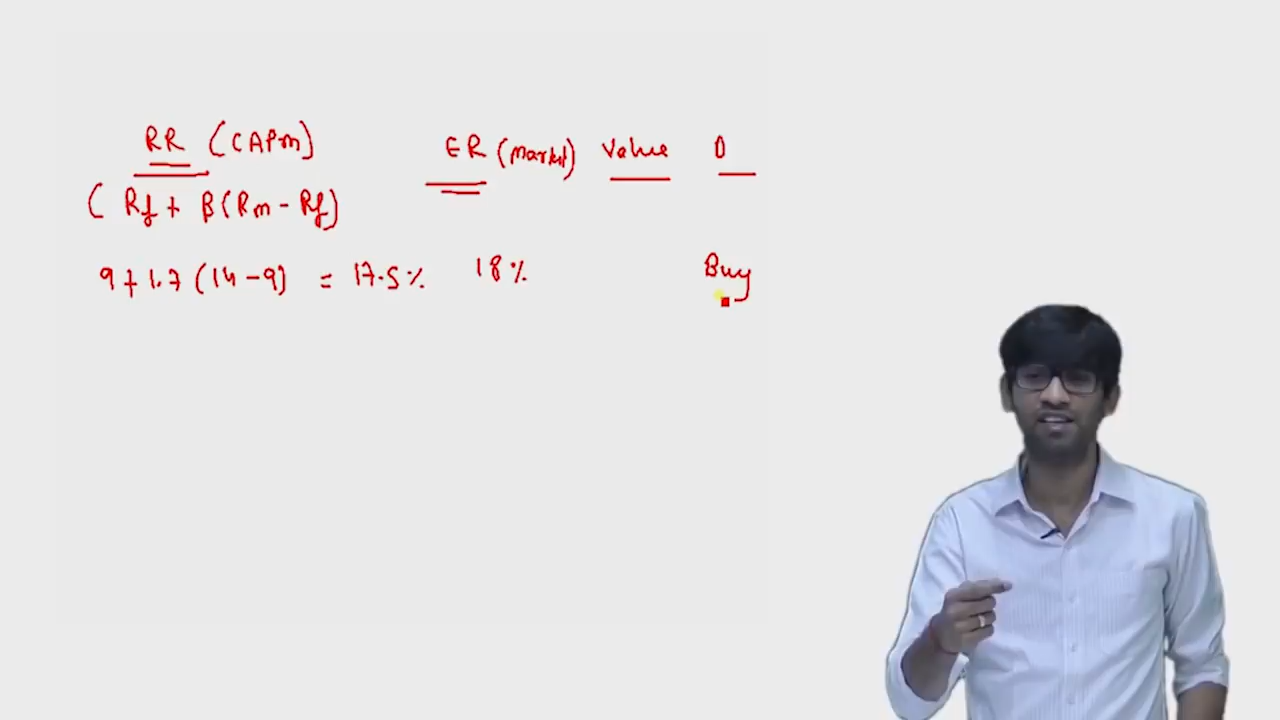 RR (CAPM) ER (Market) Value D
( Rf + β(Rm - Rf)
9+1.7 (14-9) = 17.5% 18% Buy